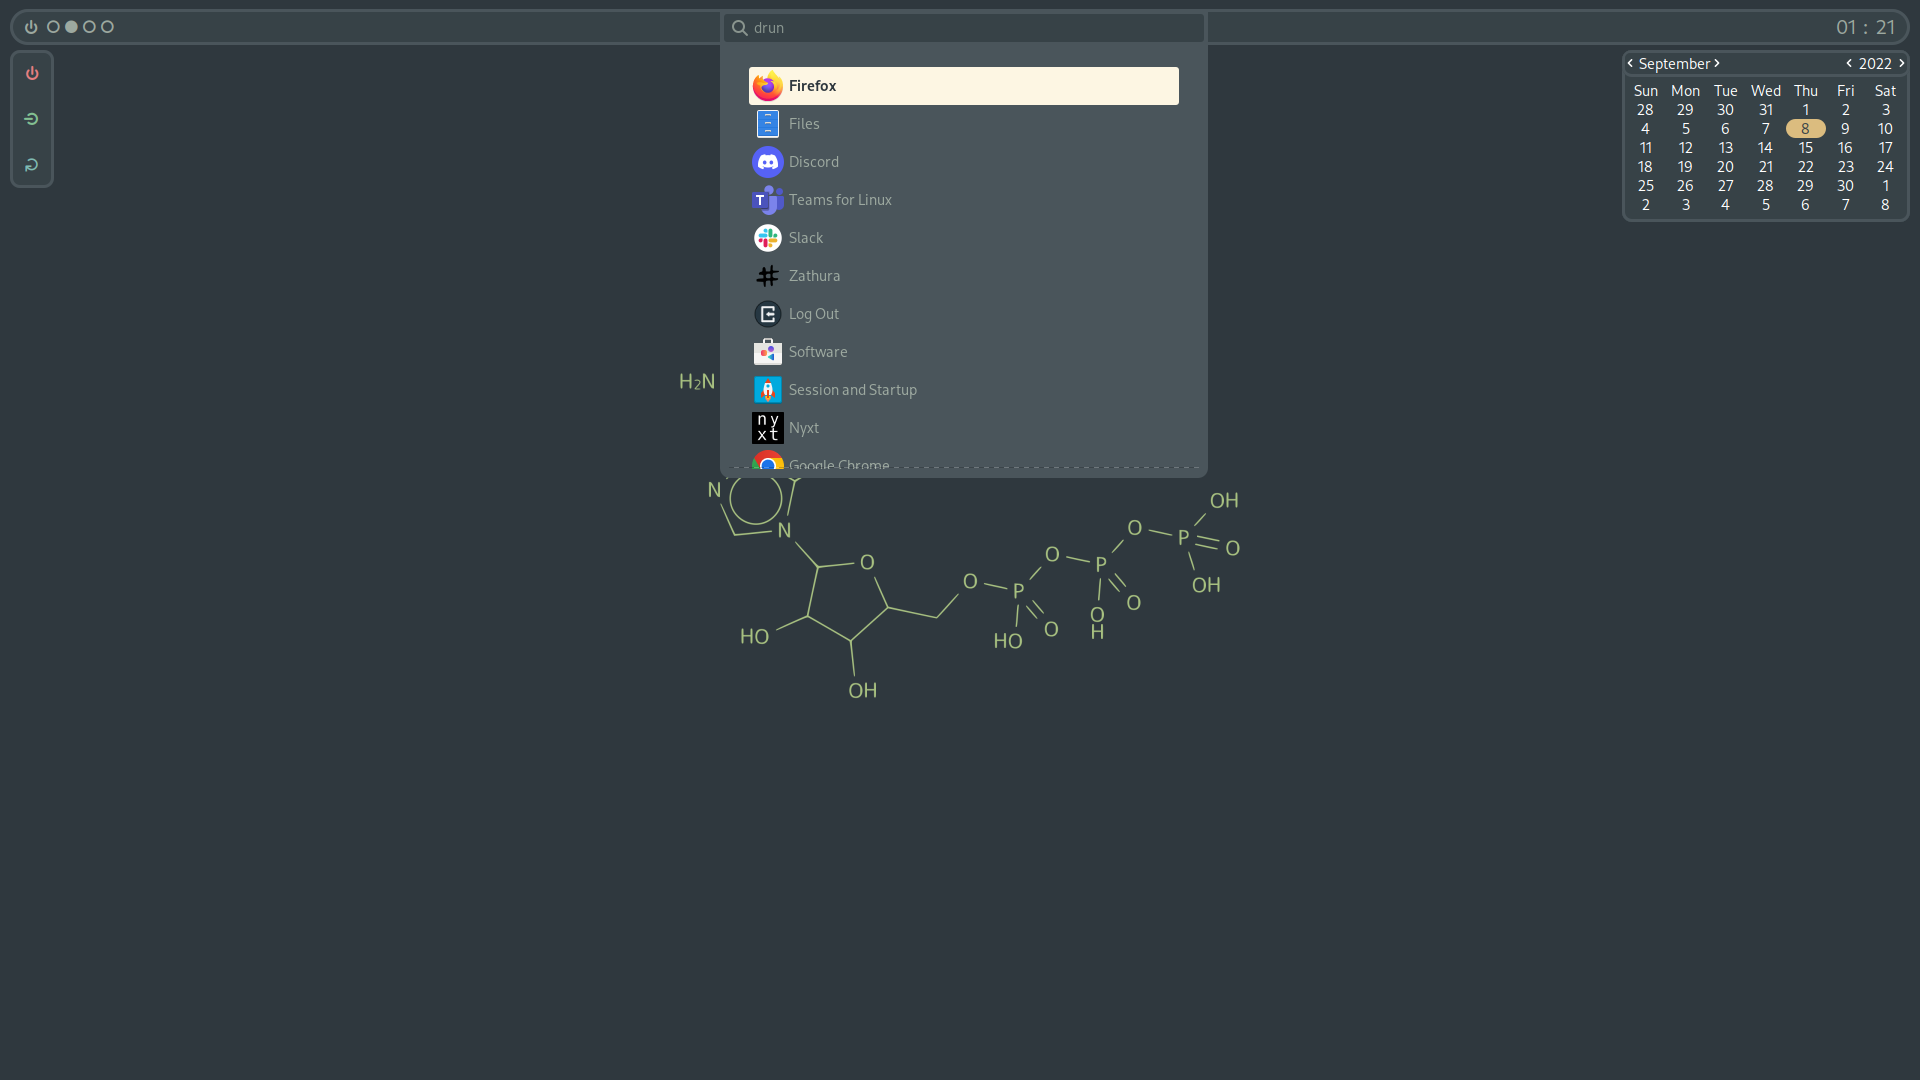 drun
01 : 21
Firefox
Files
Discord
Teams for Linux
Slack
Zathura
Log Out
Software
Session and Startup
nyxt
Nyxt
Google Chrome
September 2022
Sun Mon Tue Wed Thu Fri Sat
28 29 30 31 1 2 3
4 5 6 7 8 9 10
11 12 13 14 15 16 17
18 19 20 21 22 23 24
25 26 27 28 29 30 1
2 3 4 5 6 7 8
T
H₂N
N
N
O
HO
OH
O
P
O
HO
O
P
O
O
H
O
P
OH
O
OH